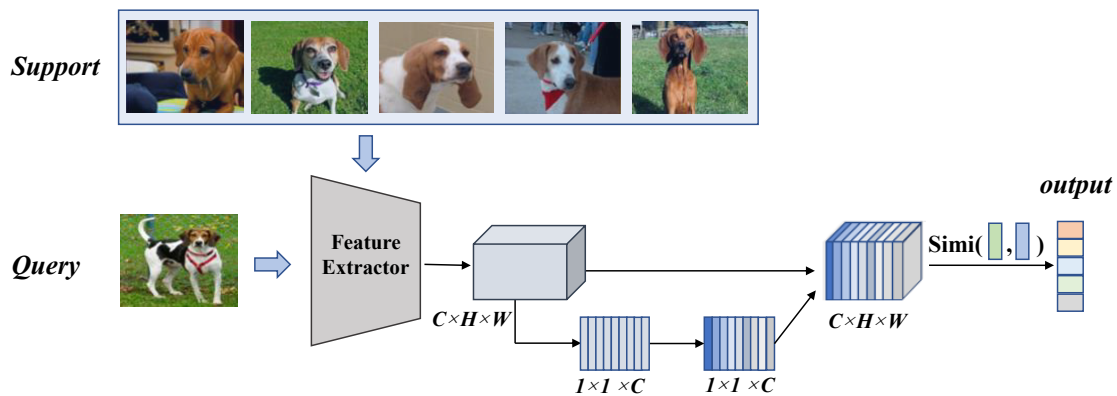 Support
output
Query
Feature
Extractor
Simi( , )
C×H×W
C×H×W
1×1 ×C
1×1 ×C